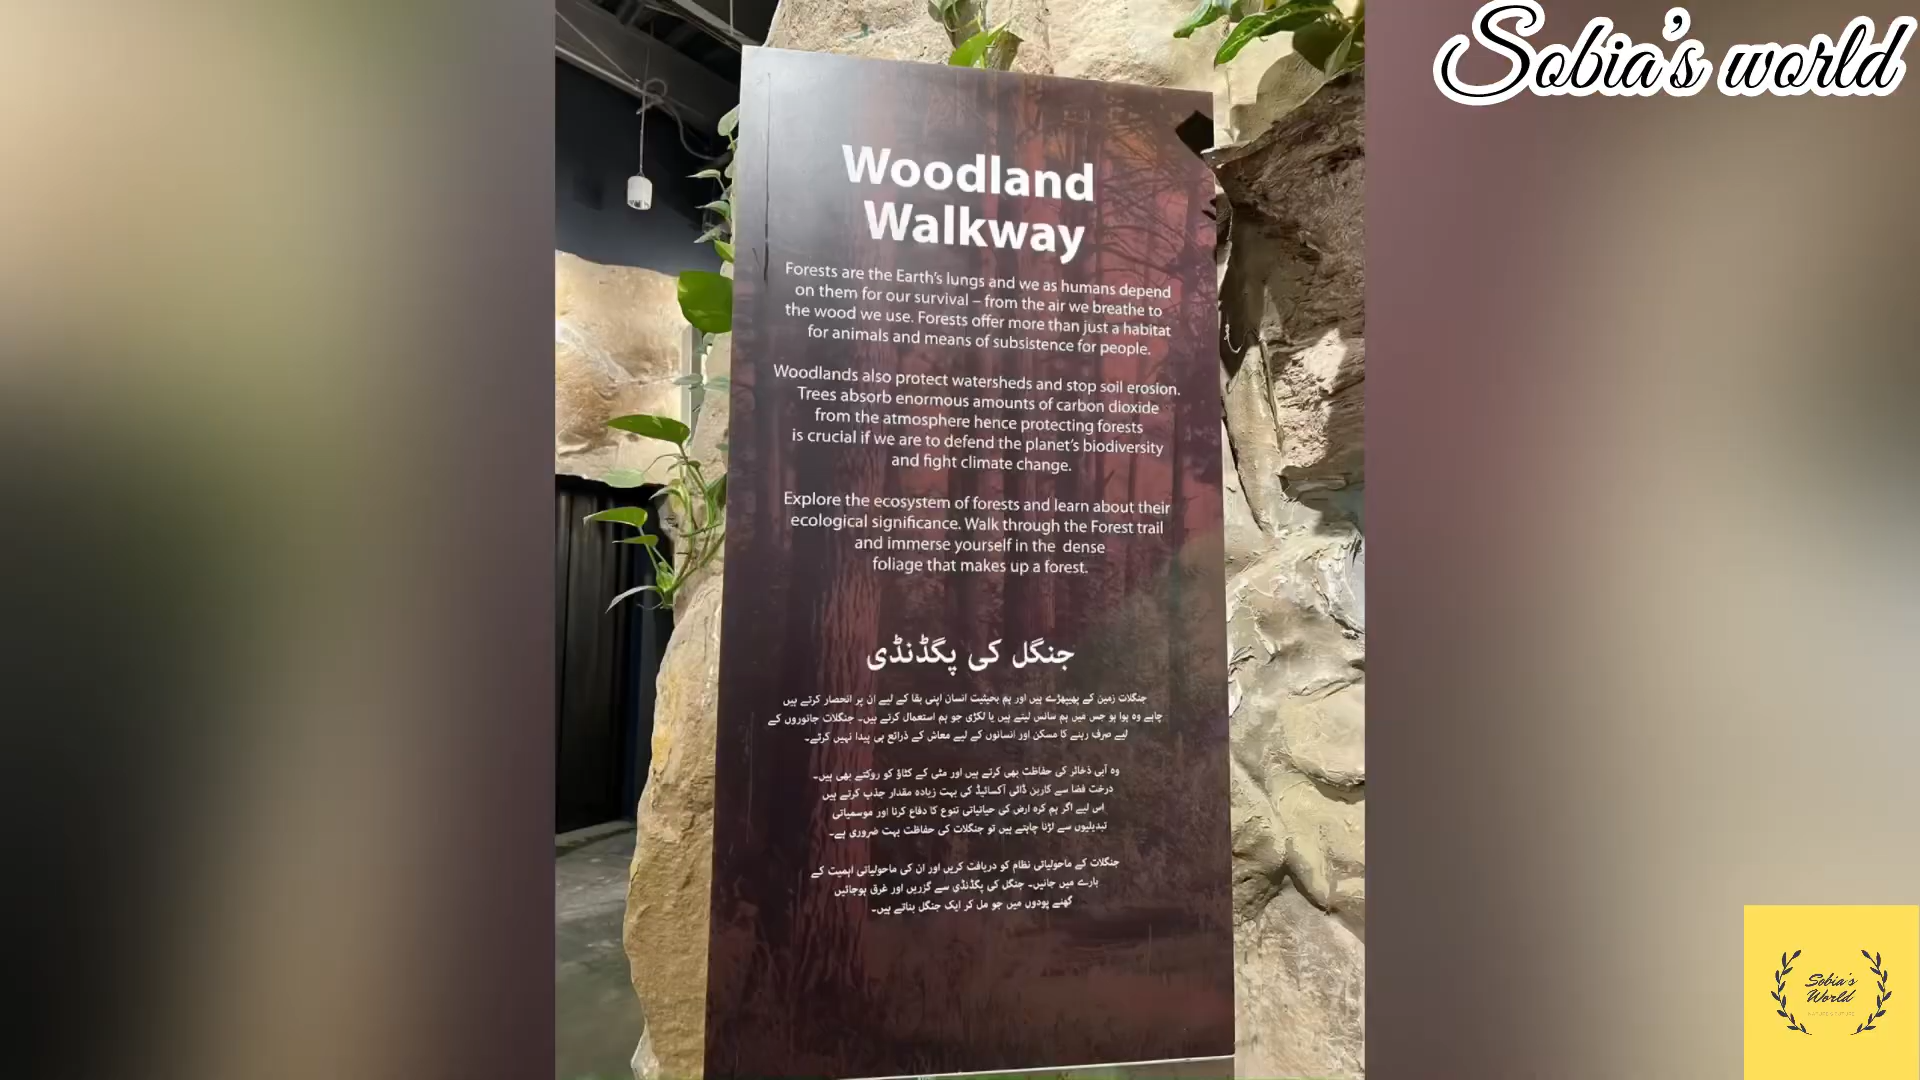 Sobia's world
Woodland
Walkway
Forests are the Earth's lungs and we as humans depend
on them for our survival – from the air we breathe to
the wood we use. Forests offer more than just a habitat
for animals and means of subsistence for people.
Woodlands also protect watersheds and stop soil erosion.
Trees absorb enormous amounts of carbon dioxide
from the atmosphere hence protecting forests
is crucial if we are to defend the planet's biodiversity
and fight climate change.
Explore the ecosystem of forests and learn about their
ecological significance. Walk through the Forest trail
and immerse yourself in the dense
foliage that makes up a forest.
جنگل کی پگڈنڈی
جنگلات زمین کے پھیپھڑے ہیں اور ہم بحیثیت انسان اپنی بقا کے لیے ان پر انحصار کرتے ہیں
چاہے وہ ہوا ہو جس میں ہم سانس لیتے ہیں یا لکڑی جو ہم استعمال کرتے ہیں۔ جنگلات جانوروں کے
لیے صرف رہنے کا مسکن اور انسانوں کے لیے معاش کے ذرائع ہی پیدا نہیں کرتے۔
وہ آبی ذخائر کی حفاظت بھی کرتے ہیں اور مٹی کے کٹاؤ کو روکتے بھی ہیں۔
درخت فضا سے کاربن ڈائی آکسائیڈ کی بہت زیادہ مقدار جذب کرتے ہیں
اس لیے اگر ہم کرہ ارض کی حیاتیاتی تنوع کا دفاع کرنا اور موسمیاتی
تبدیلیوں سے لڑنا چاہتے ہیں تو جنگلات کی حفاظت بہت ضروری ہے۔
جنگلات کے ماحولیاتی نظام کو دریافت کریں اور ان کی ماحولیاتی اہمیت کے
بارے میں جانیں۔ جنگل کی پگڈنڈی سے گزریں اور غرق ہوجائیں
گھنے پودوں میں جو مل کر ایک جنگل بناتے ہیں۔
Sobia's
World